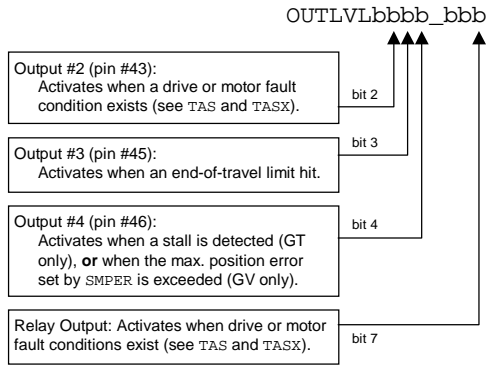 OUTLVLbbbb_bbb
Output #2 (pin #43):
Activates when a drive or motor fault
condition exists (see TAS and TASX).
bit 2
Output #3 (pin #45):
Activates when an end-of-travel limit hit.
bit 3
Output #4 (pin #46):
Activates when a stall is detected (GT
only), or when the max. position error
set by SMPER is exceeded (GV only).
bit 4
Relay Output: Activates when drive or motor
fault conditions exist (see TAS and TASX).
bit 7